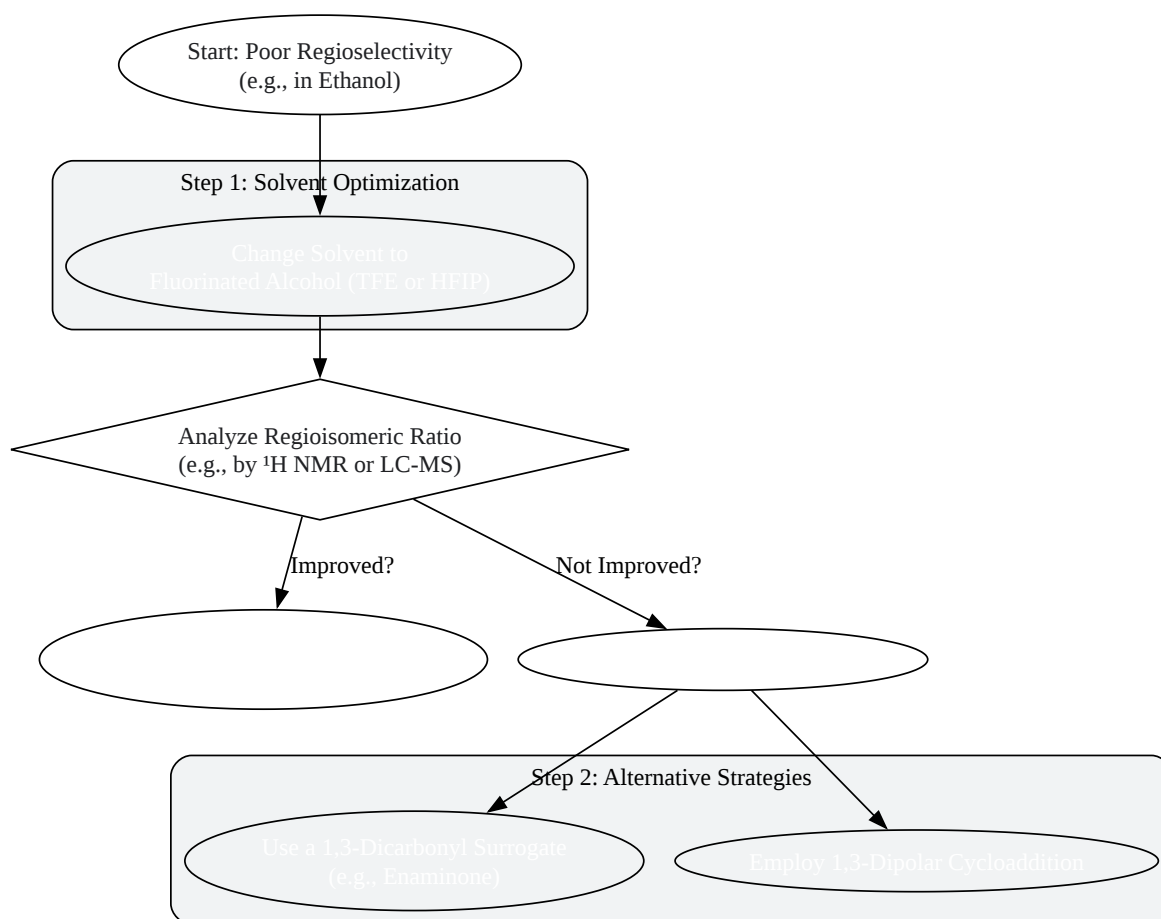 Start: Poor Regioselectivity
(e.g., in Ethanol)
Step 1: Solvent Optimization
Change Solvent to
Fluorinated Alcohol (TFE or HFIP)
Analyze Regioisomeric Ratio
(e.g., by ¹H NMR or LC-MS)
Improved?
Not Improved?
Step 2: Alternative Strategies
Use a 1,3-Dicarbonyl Surrogate
(e.g., Enaminone)
Employ 1,3-Dipolar Cycloaddition